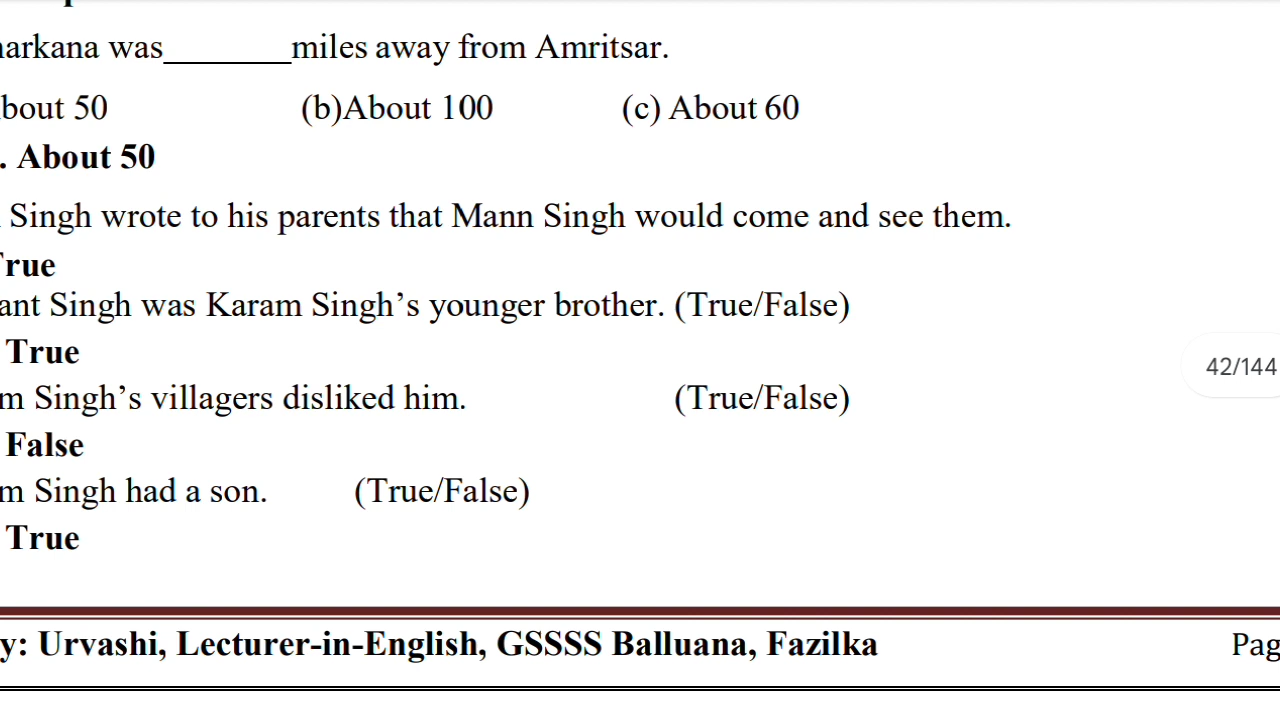 arkana was_______miles away from Amritsar.
bout 50 (b)About 100 (c) About 60
. About 50
Singh wrote to his parents that Mann Singh would come and see them.
rue
ant Singh was Karam Singh’s younger brother. (True/False)
True
m Singh’s villagers disliked him. (True/False)
False
m Singh had a son. (True/False)
True
42/144
y: Urvashi, Lecturer-in-English, GSSSS Balluana, Fazilka Pag